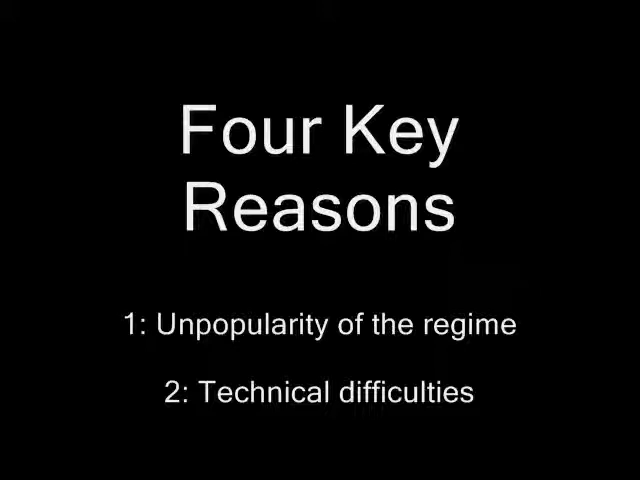 Four Key
Reasons
1: Unpopularity of the regime
2: Technical difficulties